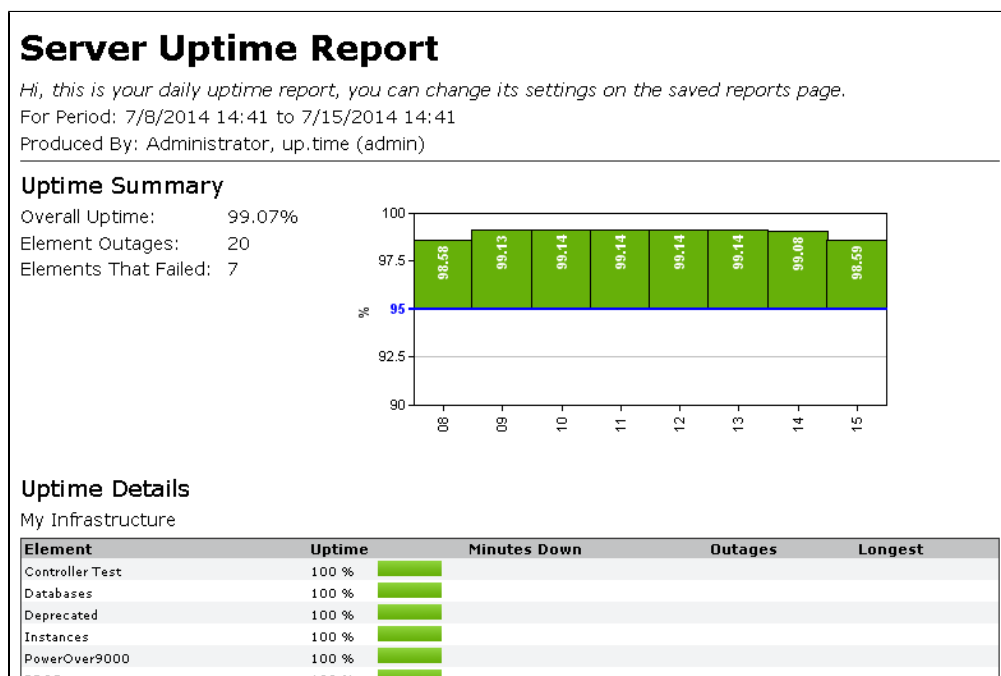 Server Uptime Report
Hi, this is your daily uptime report, you can change its settings on the saved reports page.
For Period: 7/8/2014 14:41 to 7/15/2014 14:41
Produced By: Administrator, up.time (admin)
Uptime Summary
Overall Uptime: 99.07%
Element Outages: 20
Elements That Failed: 7
100
97.5
95
92.5
90
%
98.58 99.13 99.14 99.14 99.14 99.14 99.08 98.59
08 09 10 11 12 13 14 15
Uptime Details
My Infrastructure
Element Uptime Minutes Down Outages Longest
Controller Test 100 %
Databases 100 %
Deprecated 100 %
Instances 100 %
PowerOver9000 100 %